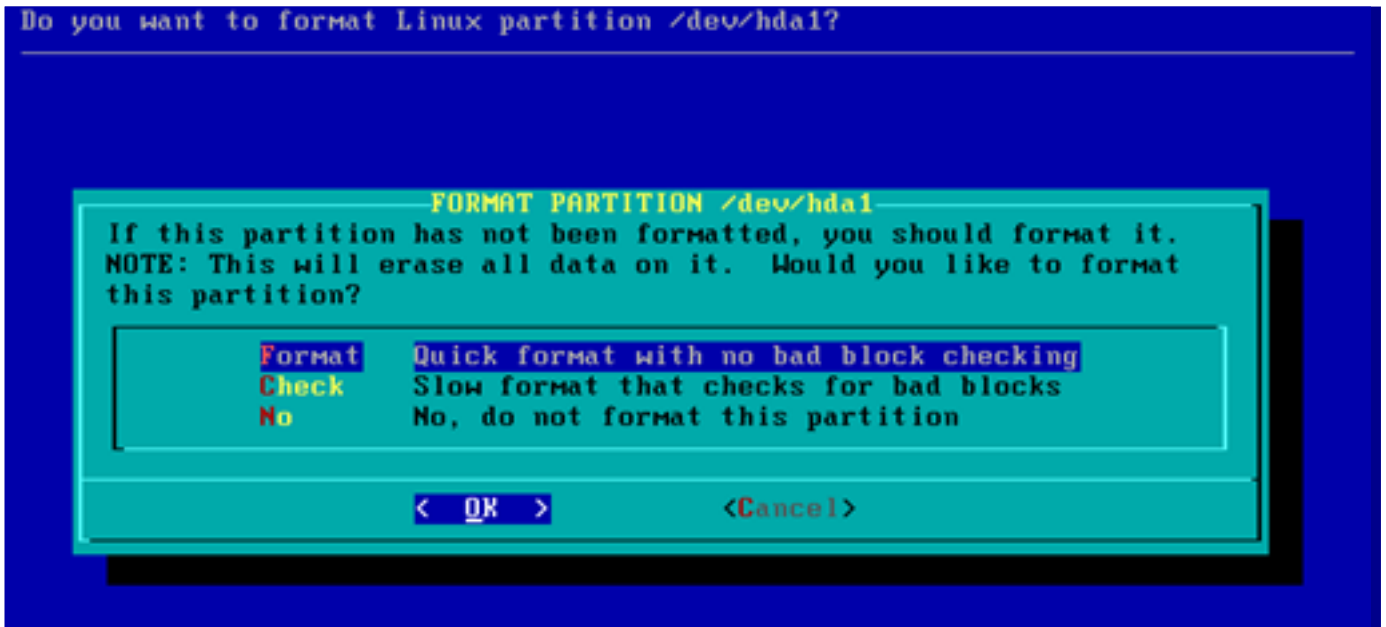 Do you want to format Linux partition /dev/hda1?
FORMAT PARTITION /dev/hda1
If this partition has not been formatted, you should format it.
NOTE: This will erase all data on it.  Would you like to format
this partition?
Format   Quick format with no bad block checking
Check    Slow format that checks for bad blocks
No       No, do not format this partition
<  OK  >   <Cancel>